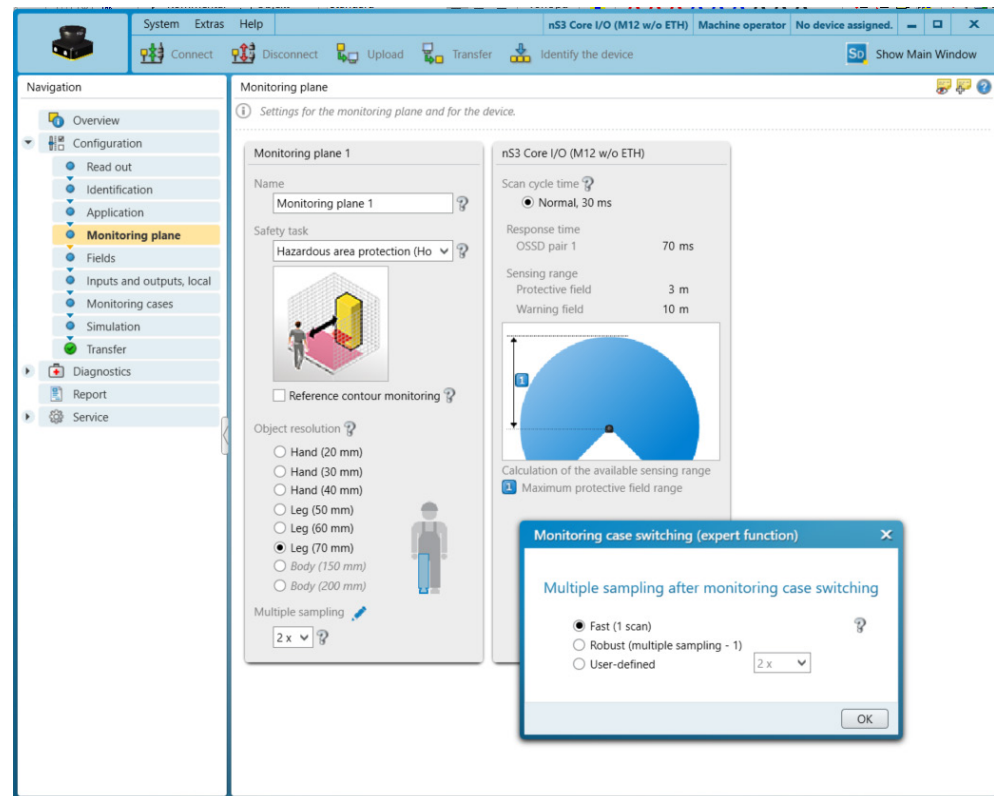 System Extras Help
nS3 Core I/O (M12 w/o ETH) Machine operator No device assigned.
Connect Disconnect Upload Transfer Identify the device
SD Show Main Window
Navigation
Overview
Configuration
Read out
Identification
Application
Monitoring plane
Fields
Inputs and outputs, local
Monitoring cases
Simulation
Transfer
Diagnostics
Report
Service
Monitoring plane
Settings for the monitoring plane and for the device.
Monitoring plane 1
Name
Monitoring plane 1
Safety task
Hazardous area protection (Ho
Reference contour monitoring
Object resolution
Hand (20 mm)
Hand (30 mm)
Hand (40 mm)
Leg (50 mm)
Leg (60 mm)
Leg (70 mm)
Body (150 mm)
Body (200 mm)
Multiple sampling
2 x
nS3 Core I/O (M12 w/o ETH)
Scan cycle time
Normal, 30 ms
Response time
OSSD pair 1 70 ms
Sensing range
Protective field 3 m
Warning field 10 m
1
Calculation of the available sensing range
1 Maximum protective field range
Monitoring case switching (expert function)
Multiple sampling after monitoring case switching
Fast (1 scan)
Robust (multiple sampling - 1)
User-defined 2 x
OK